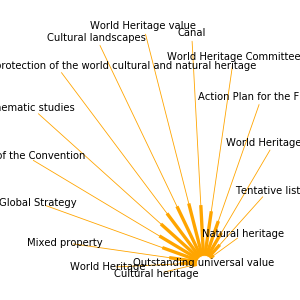 World Heritage value
Canal
Cultural landscapes
World Heritage Committee
protection of the world cultural and natural heritage
Action Plan for the F
thematic studies
World Heritage
of the Convention
Tentative list
Global Strategy
Natural heritage
Mixed property
Outstanding universal value
World Heritage
Cultural heritage